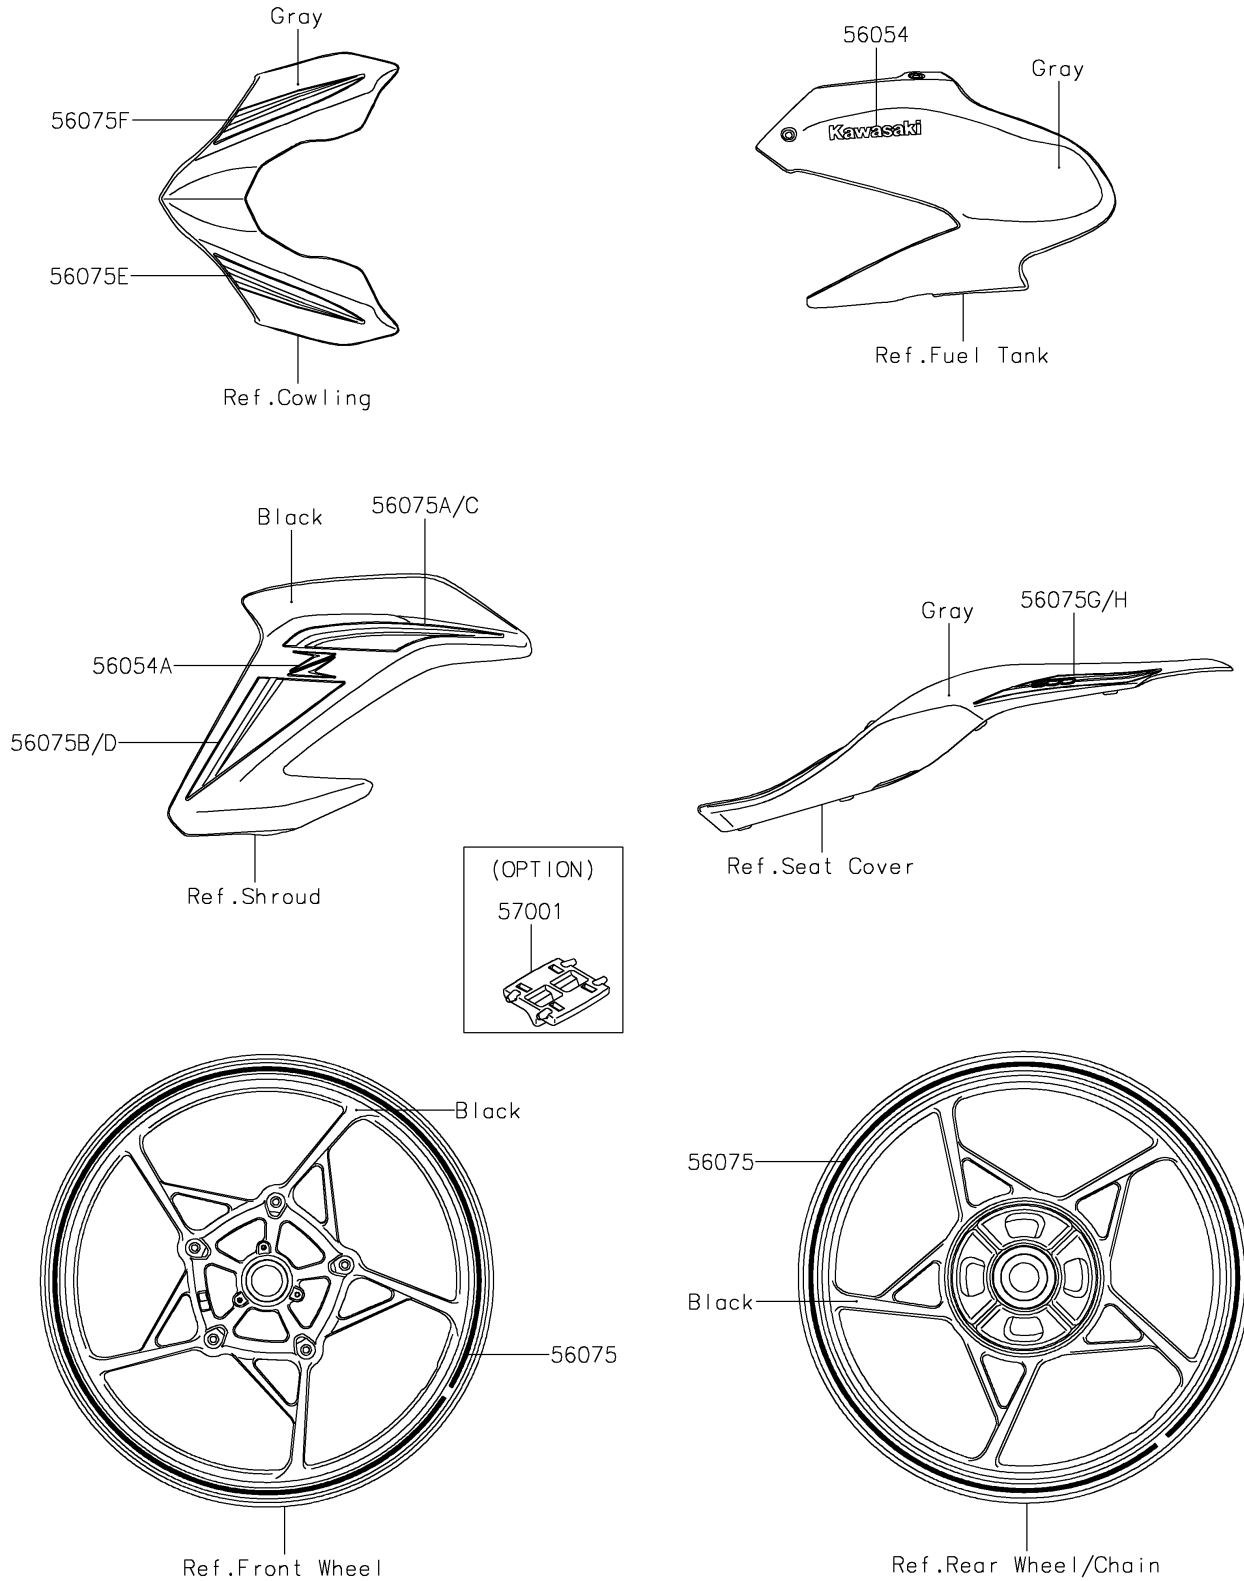 Gray
56075F
56075E
Ref.Cowling
56054
Gray
Kawasaki
Ref.Fuel Tank
Black
56075A/C
56054A
56075B/D
Ref.Shroud
Gray
56075G/H
Ref.Seat Cover
(OPTION)
57001
Black
56075
Ref.Front Wheel
56075
Black
Ref.Rear Wheel/Chain